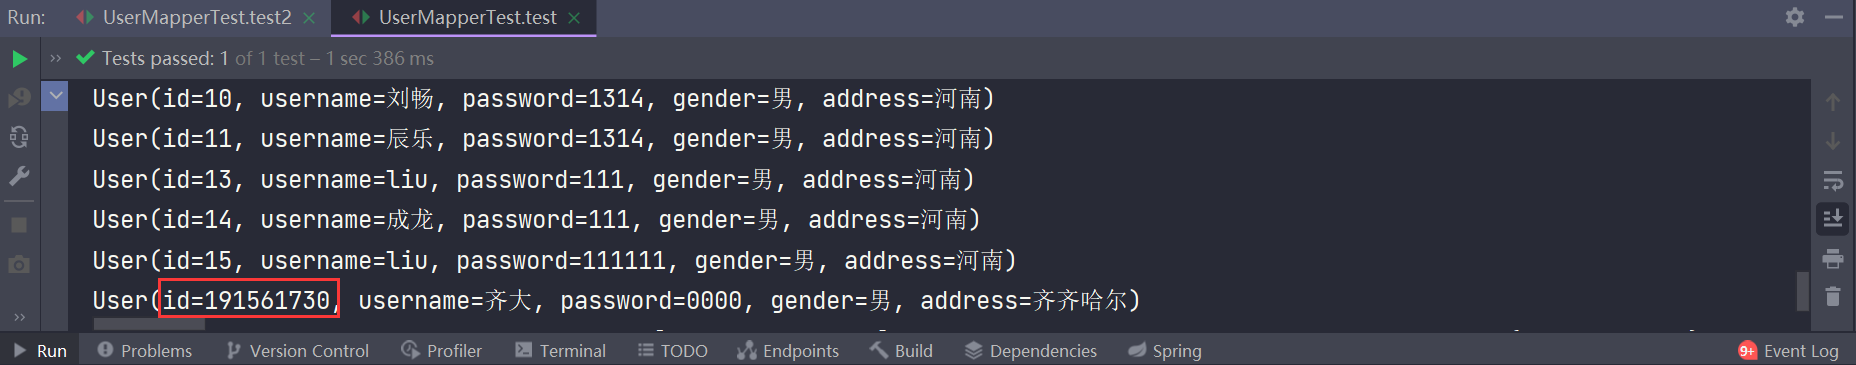 Run: UserMapperTest.test2 × UserMapperTest.test ×
>> Tests passed: 1 of 1 test – 1 sec 386 ms
User(id=10, username=刘畅, password=1314, gender=男, address=河南)
User(id=11, username=辰乐, password=1314, gender=男, address=河南)
User(id=13, username=liu, password=111, gender=男, address=河南)
User(id=14, username=成龙, password=111, gender=男, address=河南)
User(id=15, username=liu, password=111111, gender=男, address=河南)
User(id=191561730, username=齐大, password=0000, gender=男, address=齐齐哈尔)
Run Problems Version Control Profiler Terminal TODO Endpoints Build Dependencies Spring 9+ Event Log